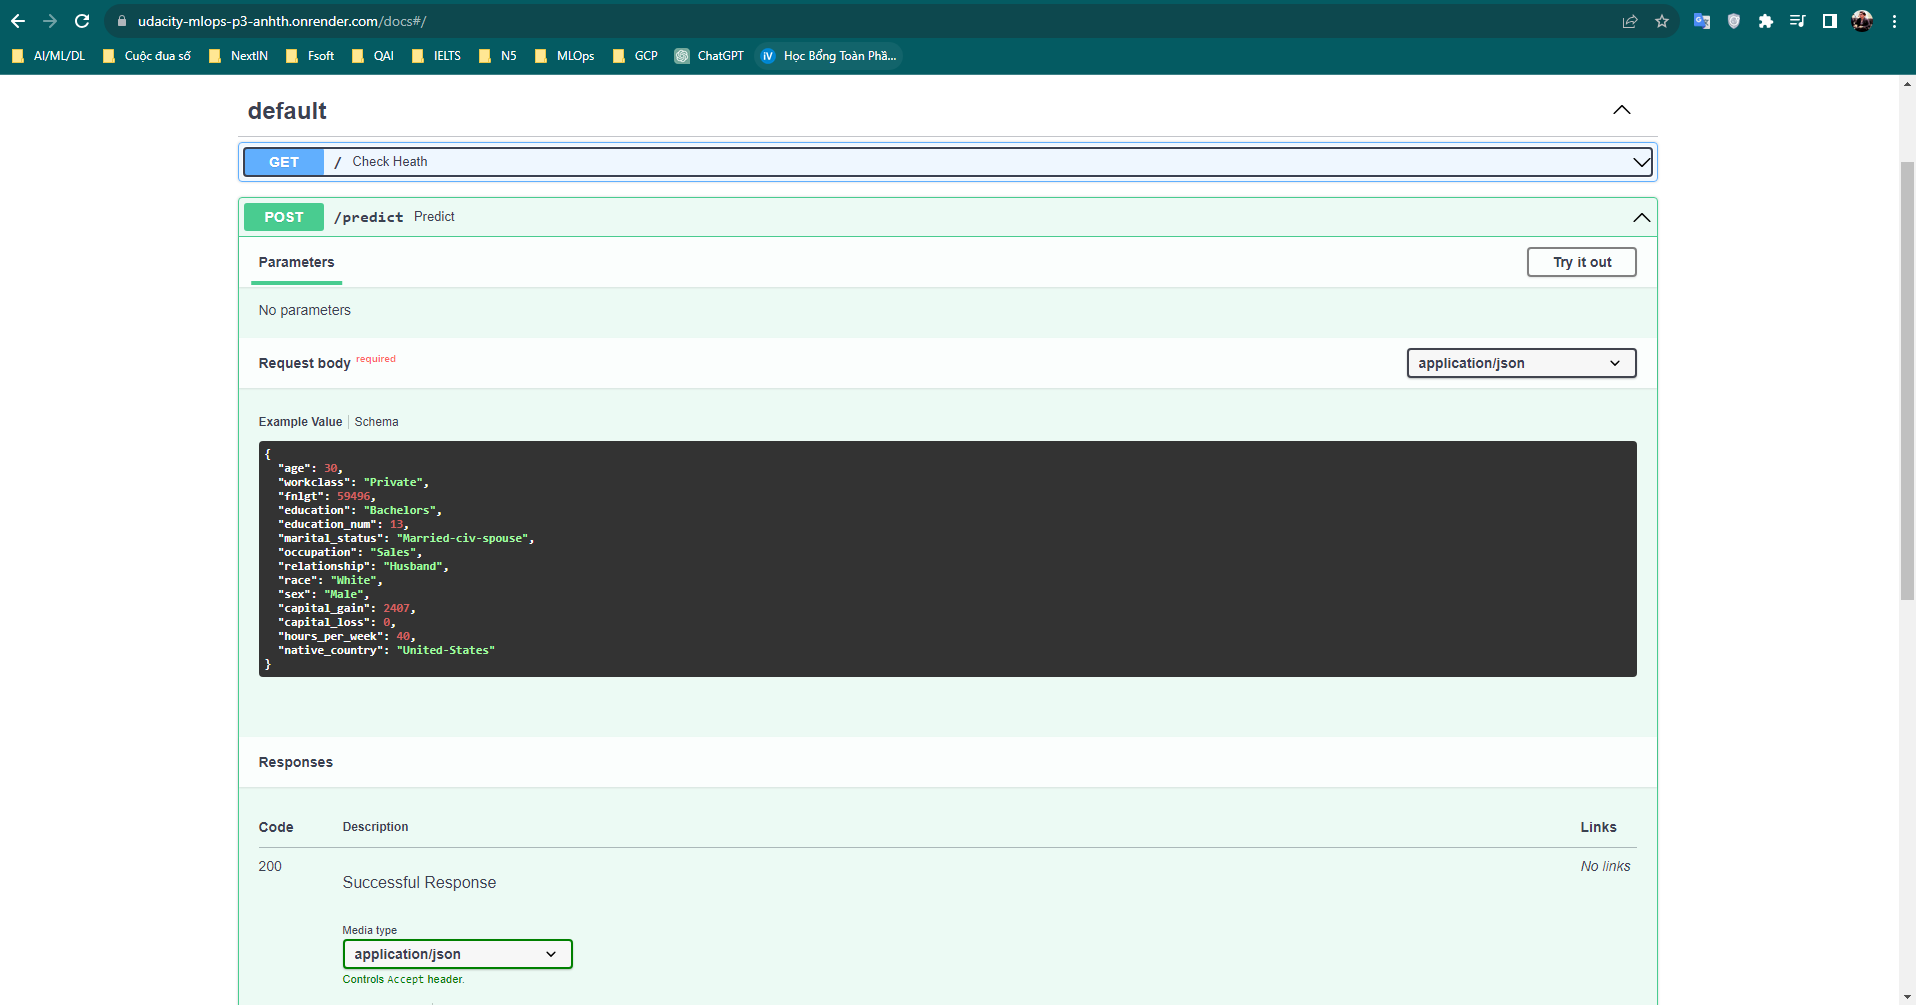 udacity-mlops-p3-anhth.onrender.com/docs#/
AI/ML/DL Cuộc đua số NextIN Fsoft QAI IELTS N5 MLOps GCP ChatGPT iV Học Bổng Toàn Phầ...
default
GET / Check Heath
POST /predict Predict
Parameters Try it out
No parameters
Request body required application/json
Example Value Schema
{
"age": 30,
"workclass": "Private",
"fnlgt": 59496,
"education": "Bachelors",
"education_num": 13,
"marital_status": "Married-civ-spouse",
"occupation": "Sales",
"relationship": "Husband",
"race": "White",
"sex": "Male",
"capital_gain": 2407,
"capital_loss": 0,
"hours_per_week": 40,
"native_country": "United-States"
}
Responses
Code Description Links
200 No links
Successful Response
Media type
application/json
Controls Accept header.